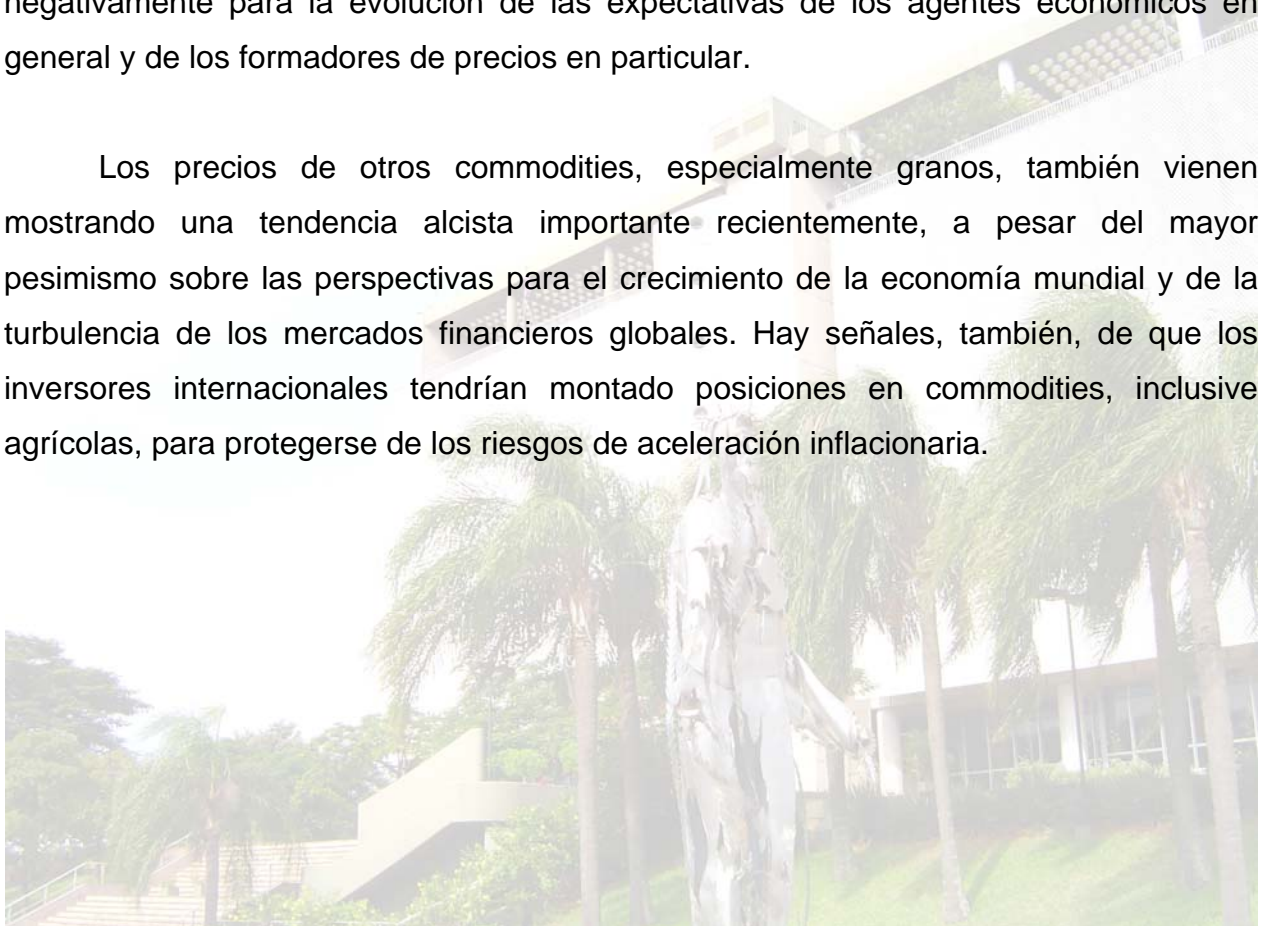 negativamente para la evolución de las expectativas de los agentes económicos en
general y de los formadores de precios en particular.
Los precios de otros commodities, especialmente granos, también vienen
mostrando una tendencia alcista importante recientemente, a pesar del mayor
pesimismo sobre las perspectivas para el crecimiento de la economía mundial y de la
turbulencia de los mercados financieros globales. Hay señales, también, de que los
inversores internacionales tendrían montado posiciones en commodities, inclusive
agrícolas, para protegerse de los riesgos de aceleración inflacionaria.